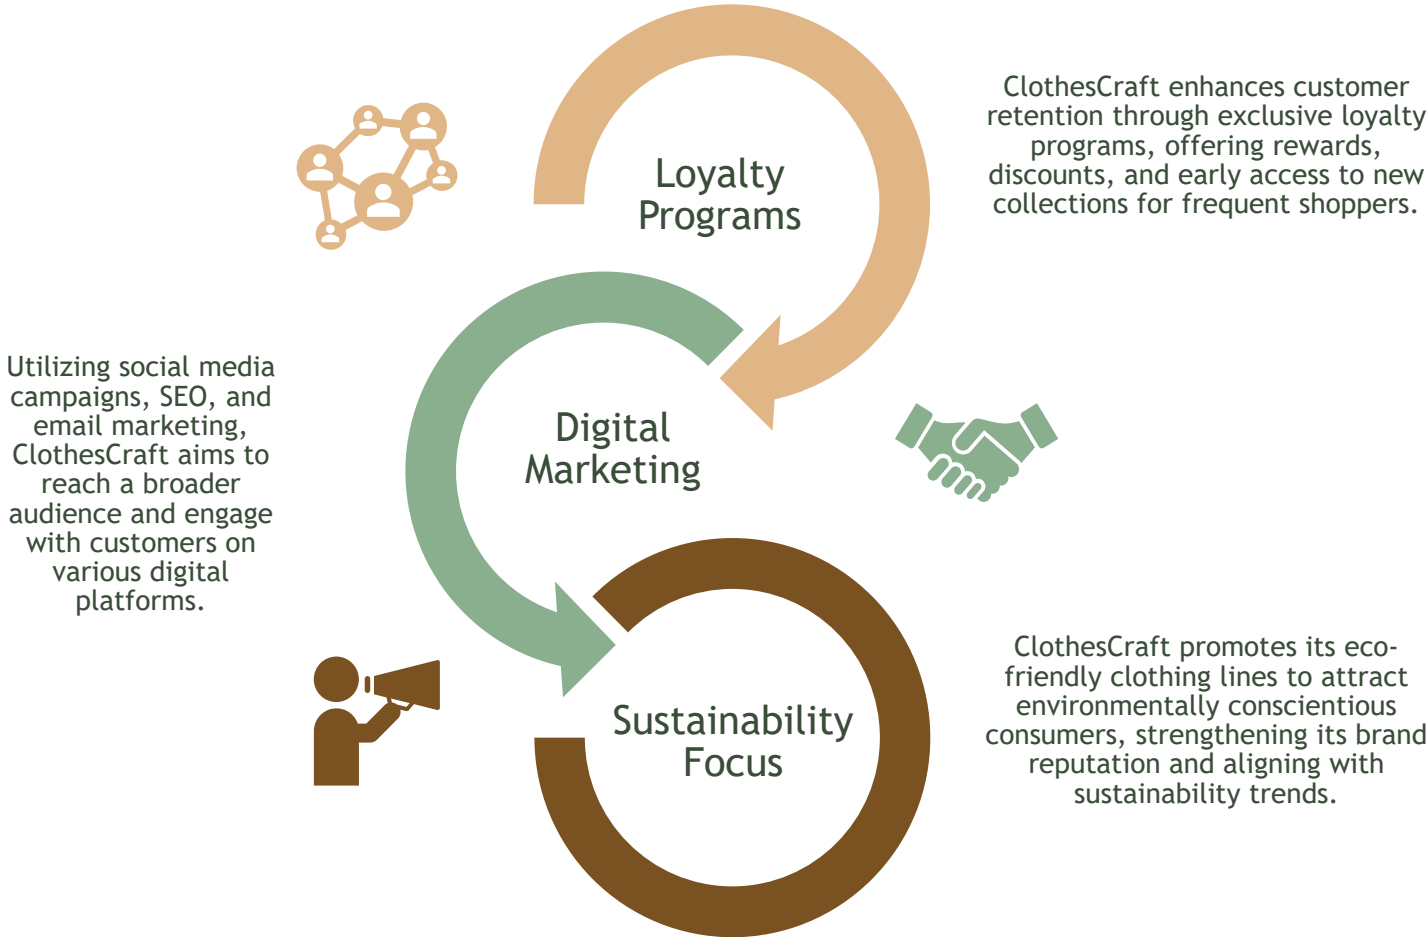 Loyalty
Programs
ClothesCraft enhances customer
retention through exclusive loyalty
programs, offering rewards,
discounts, and early access to new
collections for frequent shoppers.
Digital
Marketing
Utilizing social media
campaigns, SEO, and
email marketing,
ClothesCraft aims to
reach a broader
audience and engage
with customers on
various digital
platforms.
Sustainability
Focus
ClothesCraft promotes its eco-
friendly clothing lines to attract
environmentally conscientious
consumers, strengthening its brand
reputation and aligning with
sustainability trends.